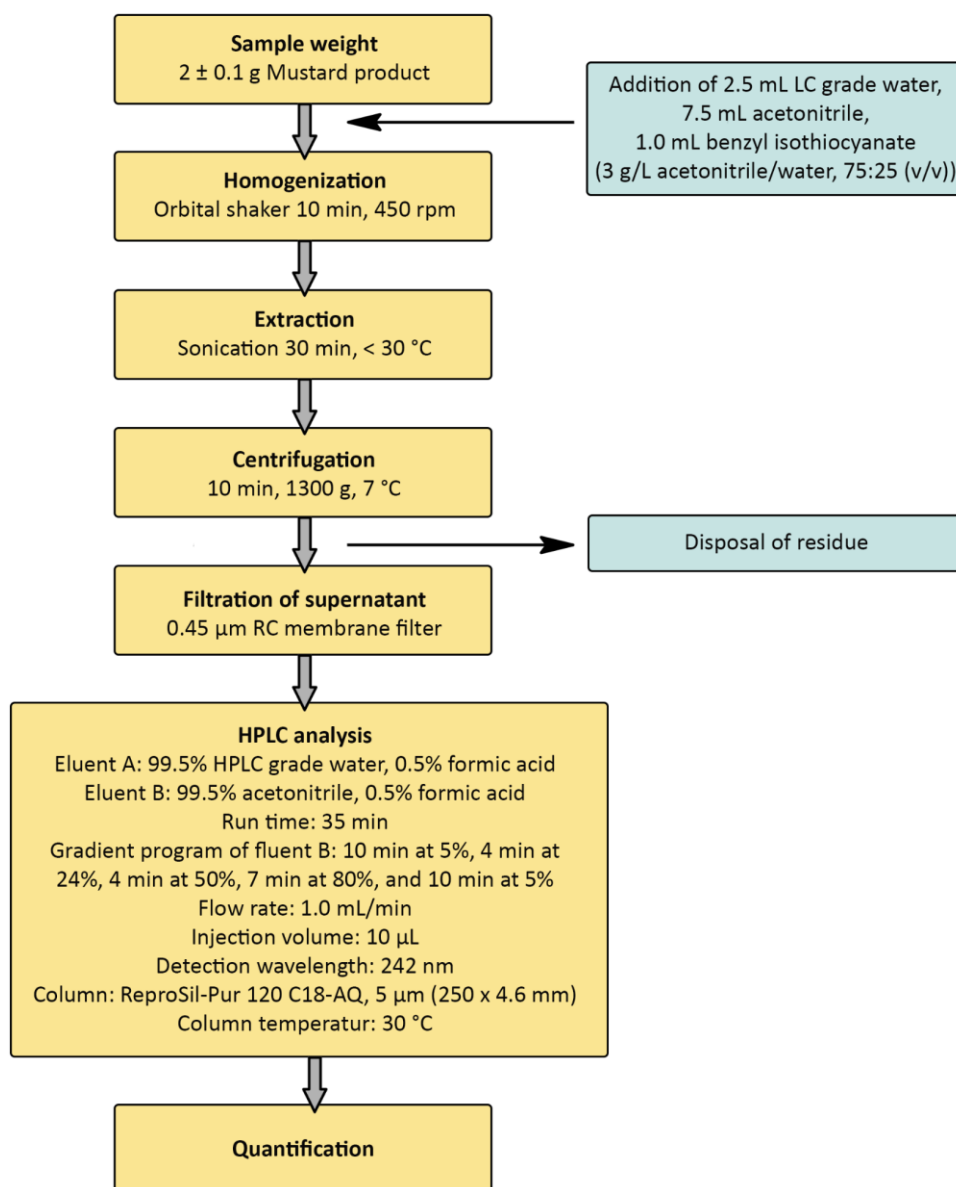 Sample weight
2 ± 0.1 g Mustard product
Addition of 2.5 mL LC grade water,
7.5 mL acetonitrile,
1.0 mL benzyl isothiocyanate
(3 g/L acetonitrile/water, 75:25 (v/v))
Homogenization
Orbital shaker 10 min, 450 rpm
Extraction
Sonication 30 min, < 30 °C
Centrifugation
10 min, 1300 g, 7 °C
Disposal of residue
Filtration of supernatant
0.45 µm RC membrane filter
HPLC analysis
Eluent A: 99.5% HPLC grade water, 0.5% formic acid
Eluent B: 99.5% acetonitrile, 0.5% formic acid
Run time: 35 min
Gradient program of fluent B: 10 min at 5%, 4 min at
24%, 4 min at 50%, 7 min at 80%, and 10 min at 5%
Flow rate: 1.0 mL/min
Injection volume: 10 µL
Detection wavelength: 242 nm
Column: ReproSil-Pur 120 C18-AQ, 5 µm (250 x 4.6 mm)
Column temperatur: 30 °C
Quantification